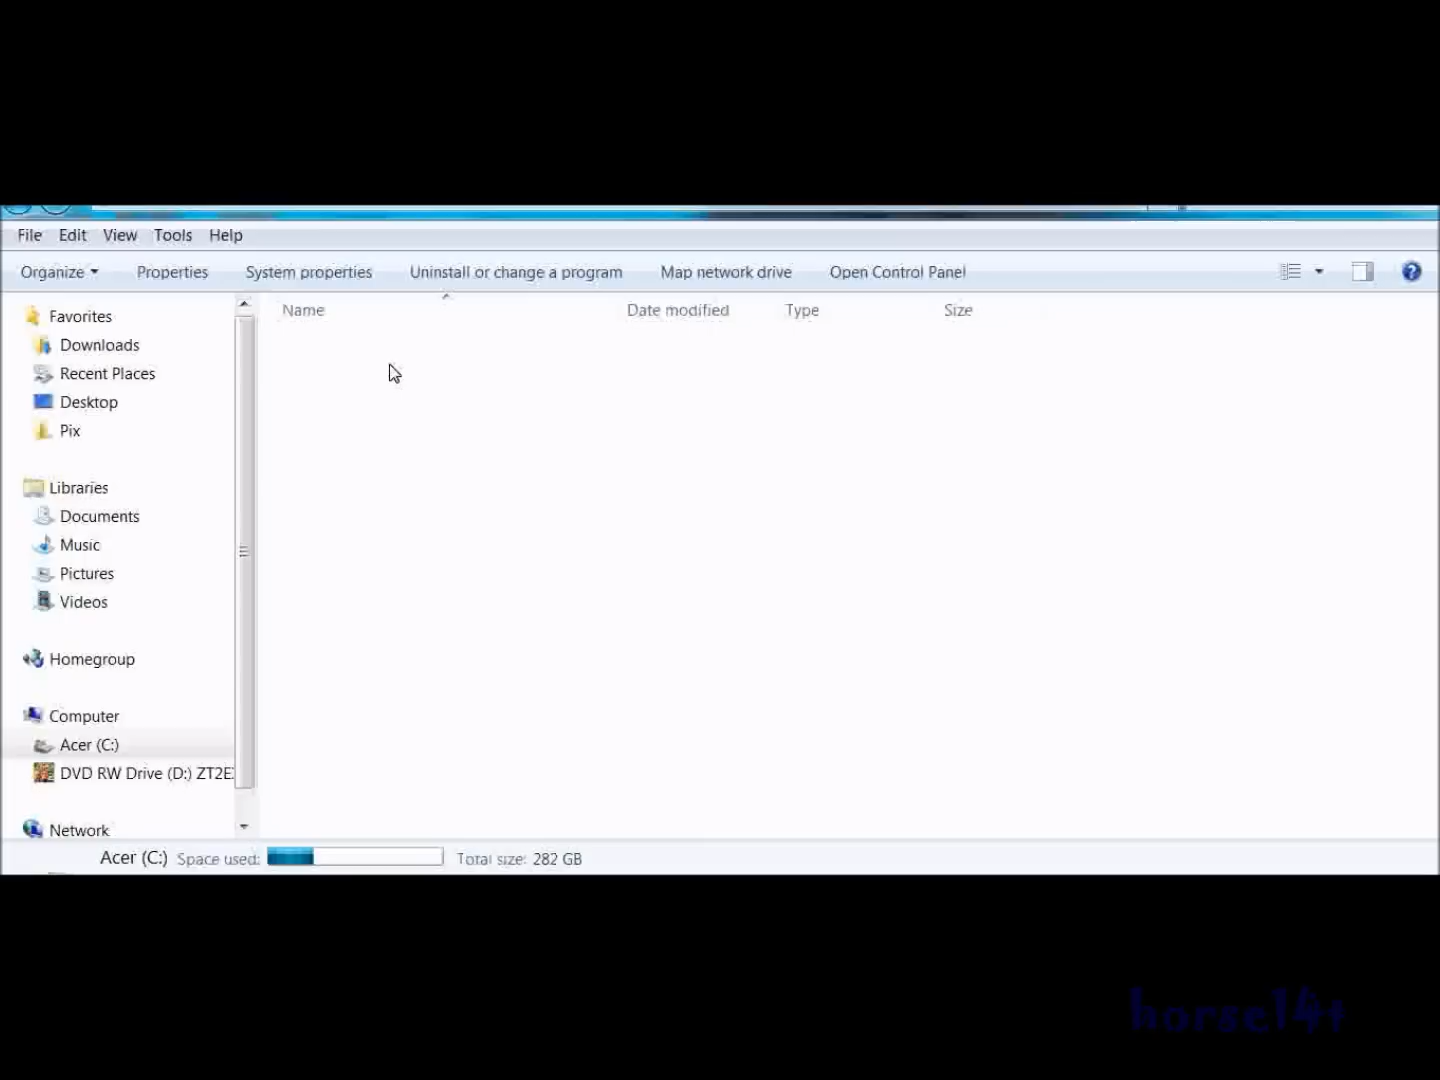 File Edit View Tools Help
Organize Properties System properties Uninstall or change a program Map network drive Open Control Panel
Name Date modified Type Size
Favorites
Downloads
Recent Places
Desktop
Pix
Libraries
Documents
Music
Pictures
Videos
Homegroup
Computer
Acer (C:)
DVD RW Drive (D:) ZT2E
Network
Acer (C:) Space used: Total size: 282 GB
horse14t